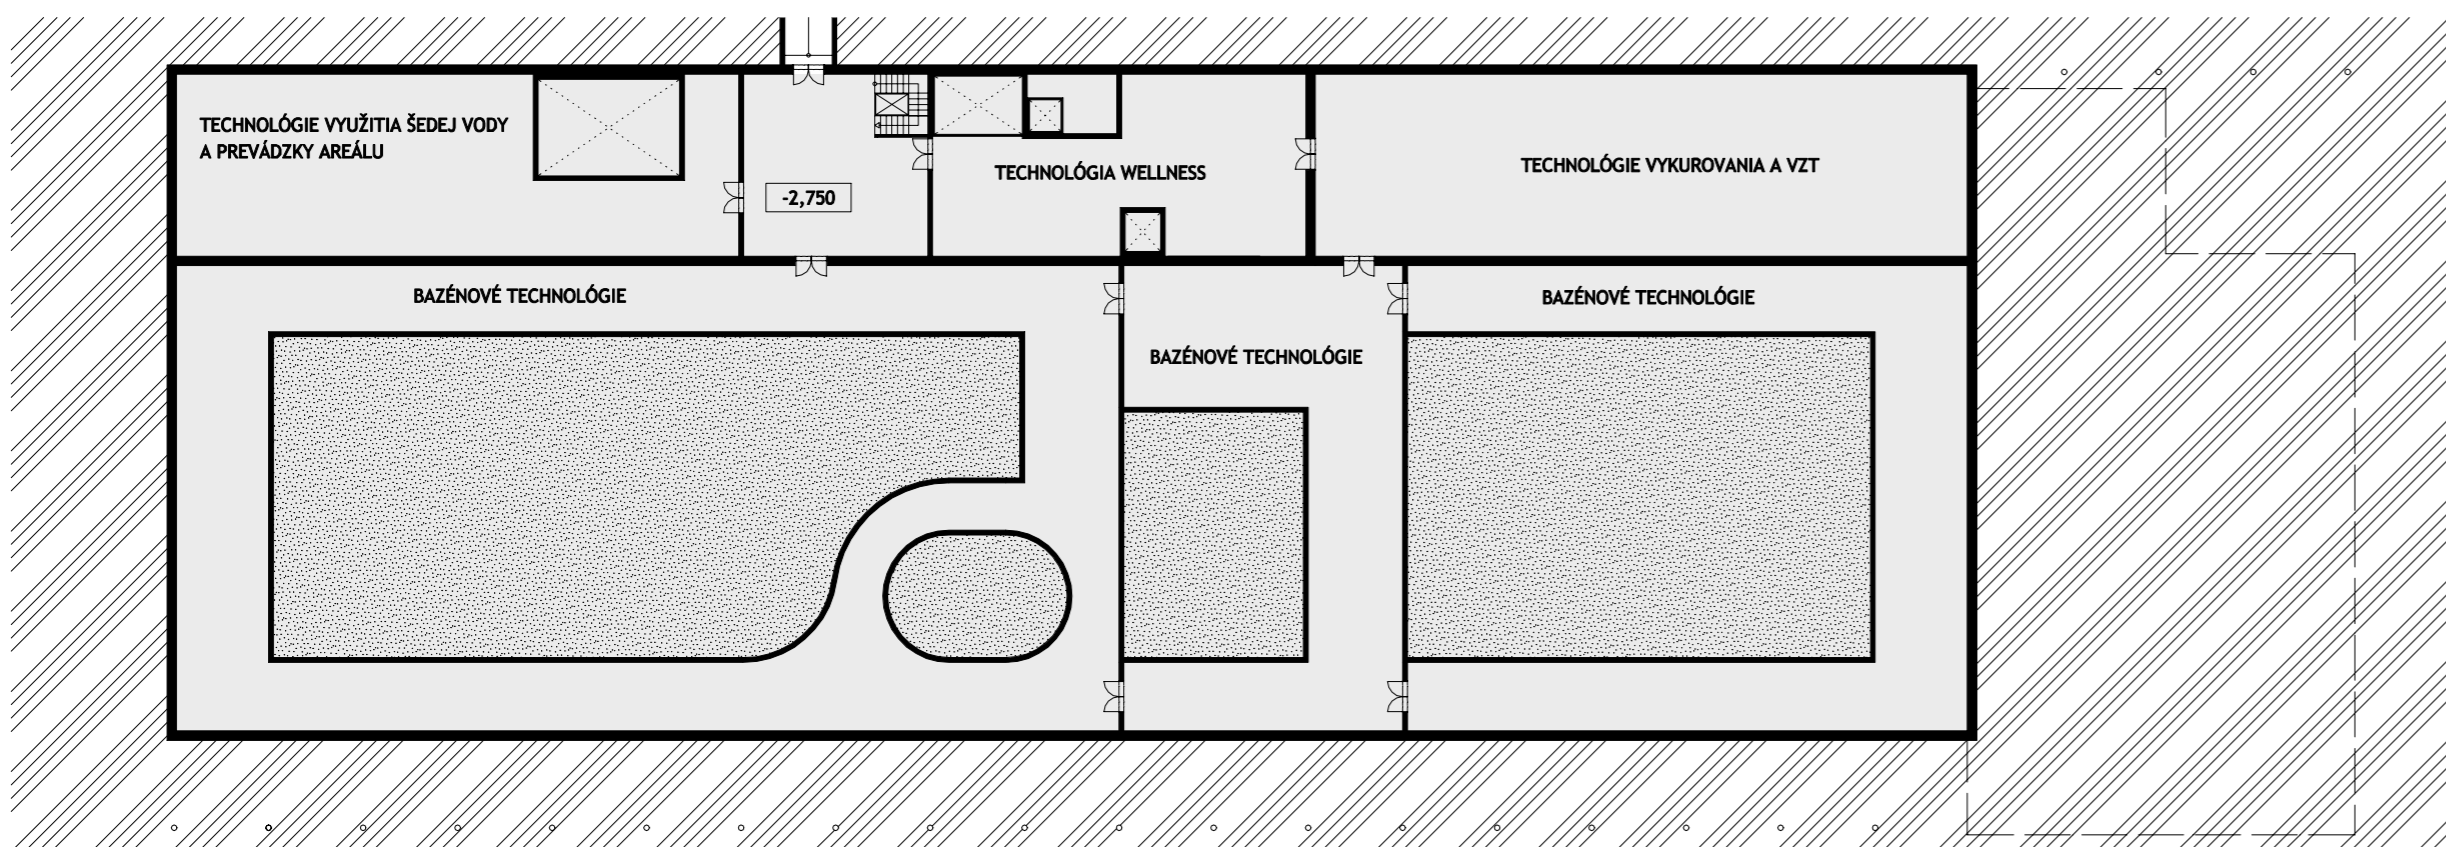 TECHNOLÓGIE VYUŽITIA ŠEDEJ VODY
A PREVÁDZKY AREÁLU
-2,750
TECHNOLÓGIA WELLNESS
TECHNOLÓGIE VYKUROVANIA A VZT
BAZÉNOVÉ TECHNOLÓGIE
BAZÉNOVÉ TECHNOLÓGIE
BAZÉNOVÉ TECHNOLÓGIE